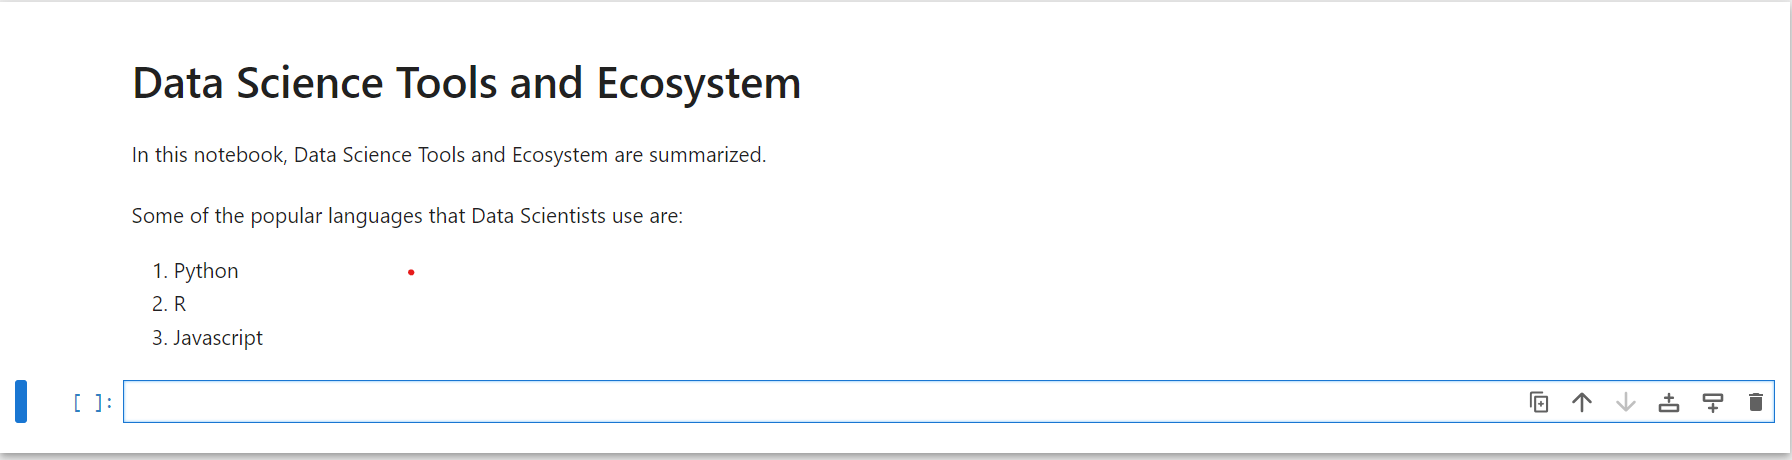 Data Science Tools and Ecosystem
In this notebook, Data Science Tools and Ecosystem are summarized.
Some of the popular languages that Data Scientists use are:
1. Python
2. R
3. Javascript
[ ]: